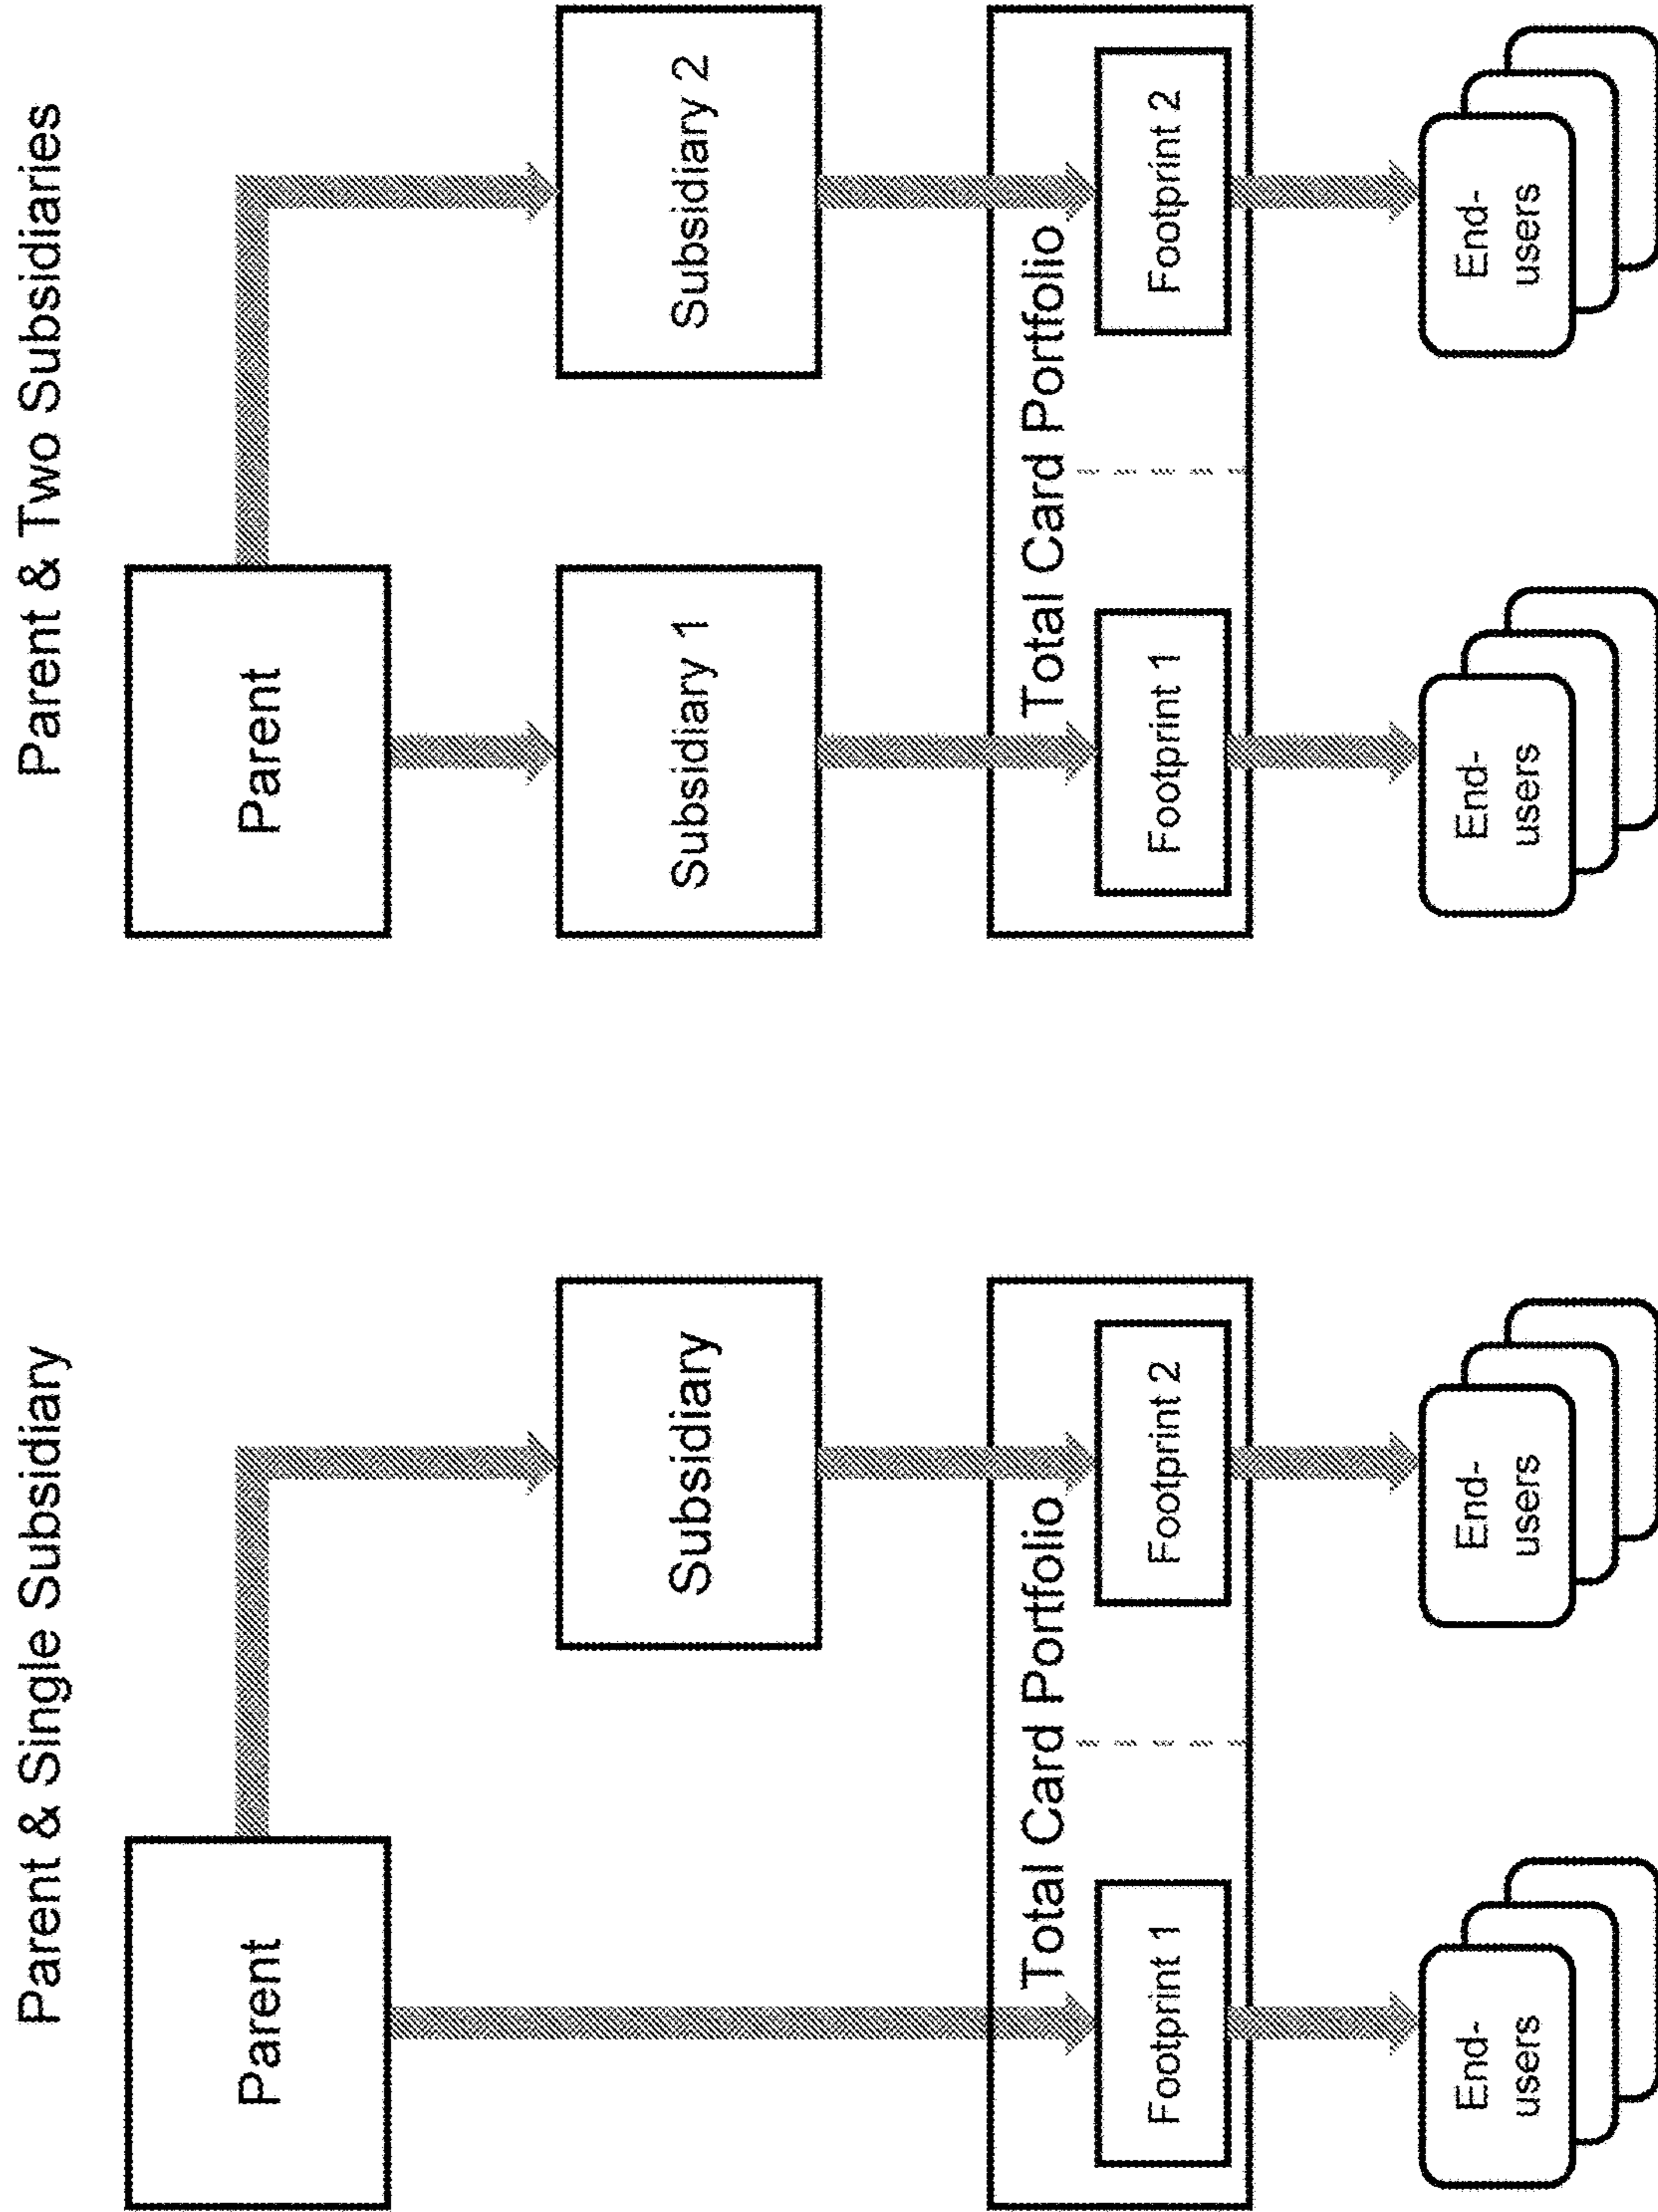 Parent & Single Subsidiary
Parent
Subsidiary
Total Card Portfolio
Footprint 1
Footprint 2
End-
users
End-
users
Parent & Two Subsidiaries
Parent
Subsidiary 1
Subsidiary 2
Total Card Portfolio
Footprint 1
Footprint 2
End-
users
End-
users